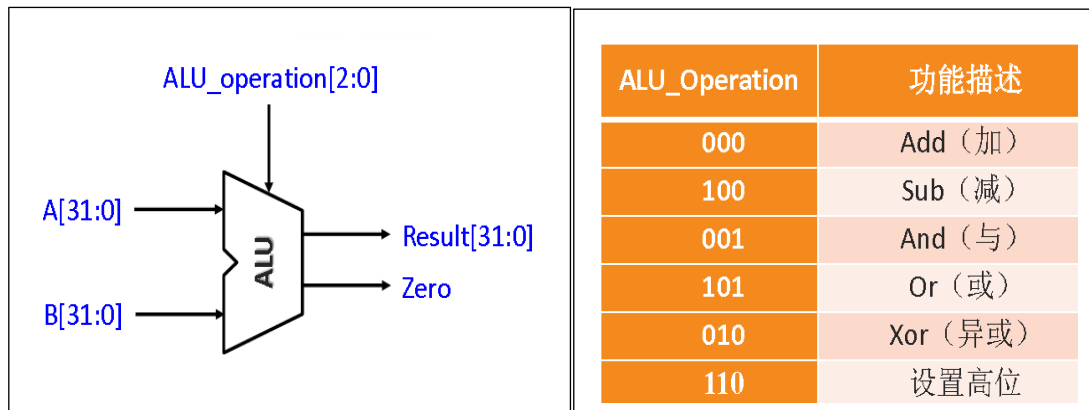 ALU_operation[2:0]
A[31:0]
ALU
Result[31:0]
Zero
B[31:0]
ALU_Operation 功能描述
000 Add（加）
100 Sub（减）
001 And（与）
101 Or（或）
010 Xor（异或）
110 设置高位